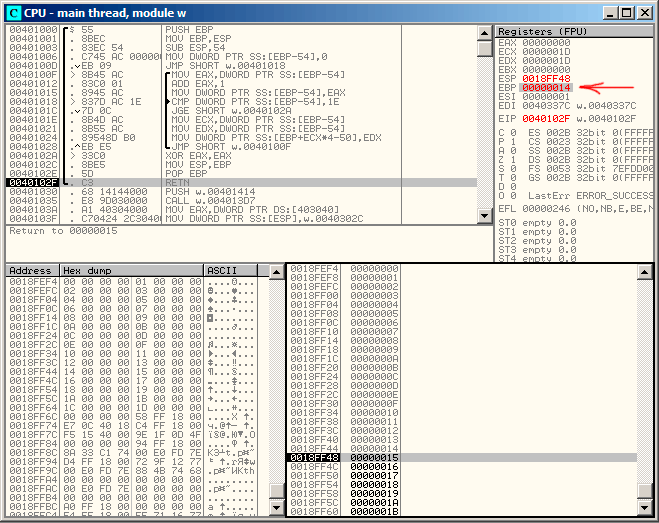 CPU - main thread, module w
00401000 $ 55 PUSH EBP
00401001 . 8BEC MOV EBP,ESP
00401003 . 83EC 54 SUB ESP,54
00401006 . C745 AC 000000 MOV DWORD PTR SS:[EBP-54],0
0040100D . EB 09 JMP SHORT w.00401018
0040100F > 8B45 AC MOV EAX,DWORD PTR SS:[EBP-54]
00401012 . 83C0 01 ADD EAX,1
00401015 . 8945 AC MOV DWORD PTR SS:[EBP-54],EAX
00401018 > 837D AC 1E CMP DWORD PTR SS:[EBP-54],1E
0040101C . 7D 0C JGE SHORT w.0040102A
0040101E . 8B4D AC MOV ECX,DWORD PTR SS:[EBP-54]
00401021 . 8B55 AC MOV EDX,DWORD PTR SS:[EBP-54]
00401024 . 89548D B0 MOV DWORD PTR SS:[EBP+ECX*4-50],EDX
00401028 . EB E5 JMP SHORT w.0040100F
0040102A > 33C0 XOR EAX,EAX
0040102C . 8BE5 MOV ESP,EBP
0040102E . 5D POP EBP
0040102F . C3 RETN
00401030 . 68 14144000 PUSH w.00401414
00401035 . E8 9D030000 CALL w.004013D7
0040103A . A1 40304000 MOV EAX,DWORD PTR DS:[403040]
0040103F . C70424 2C3040 MOV DWORD PTR SS:[ESP],w.0040302C
Return to 00000015
Registers (FPU)
EAX 00000000
ECX 0000001D
EDX 0000001D
EBX 00000000
ESP 0018FF48
EBP 00000014
ESI 00000001
EDI 0040337C w.0040337C
EIP 0040102F w.0040102F
C 0 ES 002B 32bit 0(FFFFF
P 1 CS 0023 32bit 0(FFFFF
A 0 SS 002B 32bit 0(FFFFF
Z 1 DS 002B 32bit 0(FFFFF
S 0 FS 0053 32bit 7EFDD00
T 0 GS 002B 32bit 0(FFFFF
D 0
O 0 LastErr ERROR_SUCCESS
EFL 00000246 (NO,NB,E,BE,N
ST0 empty 0.0
ST1 empty 0.0
ST2 empty 0.0
ST3 empty 0.0
ST4 empty 0.0
Address Hex dump ASCII
0018FEF4 00 00 00 00 01 00 00 00
0018FEFC 02 00 00 00 03 00 00 00
0018FF04 04 00 00 00 05 00 00 00
0018FF0C 06 00 00 00 07 00 00 00
0018FF14 08 00 00 00 09 00 00 00
0018FF1C 0A 00 00 00 0B 00 00 00
0018FF24 0C 00 00 00 0D 00 00 00
0018FF2C 0E 00 00 00 0F 00 00 00
0018FF34 10 00 00 00 11 00 00 00
0018FF3C 12 00 00 00 13 00 00 00
0018FF44 14 00 00 00 15 00 00 00
0018FF4C 16 00 00 00 17 00 00 00
0018FF54 18 00 00 00 19 00 00 00
0018FF5C 1A 00 00 00 1B 00 00 00
0018FF64 1C 00 00 00 1D 00 00 00
0018FF6C 00 00 00 00 58 FF 18 00
0018FF74 E7 0C 40 18 C4 FF 18 00
0018FF7C F5 15 40 00 9E 1F 0D 4F
0018FF84 00 00 00 00 94 FF 18 00
0018FF8C 8A 33 C1 74 00 E0 FD 7E
0018FF94 D4 FF 18 00 72 9F 12 77
0018FF9C 00 E0 FD 7E 88 4B 74 68
0018FFA4 00 00 00 00 00 00 00 00
0018FFAC 00 E0 FD 7E 00 00 00 00
0018FFB4 00 00 00 00 00 00 00 00
0018FFBC A0 FF 18 00 00 00 00 00
0018FEF4 00000000
0018FEF8 00000001
0018FEFC 00000002
0018FF00 00000003
0018FF04 00000004
0018FF08 00000005
0018FF0C 00000006
0018FF10 00000007
0018FF14 00000008
0018FF18 00000009
0018FF1C 0000000A
0018FF20 0000000B
0018FF24 0000000C
0018FF28 0000000D
0018FF2C 0000000E
0018FF30 0000000F
0018FF34 00000010
0018FF38 00000011
0018FF3C 00000012
0018FF40 00000013
0018FF44 00000014
0018FF48 00000015
0018FF4C 00000016
0018FF50 00000017
0018FF54 00000018
0018FF58 00000019
0018FF5C 0000001A
0018FF60 0000001B